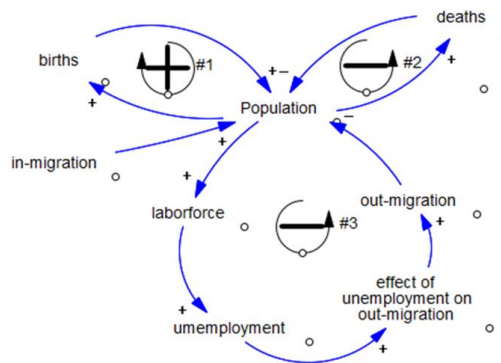 deaths
births
#1
+
−
#2
+
+
Population
−
+
in-migration
+
laborforce
out-migration
#3
+
effect of
unemployment on
out-migration
+
umemployment
+